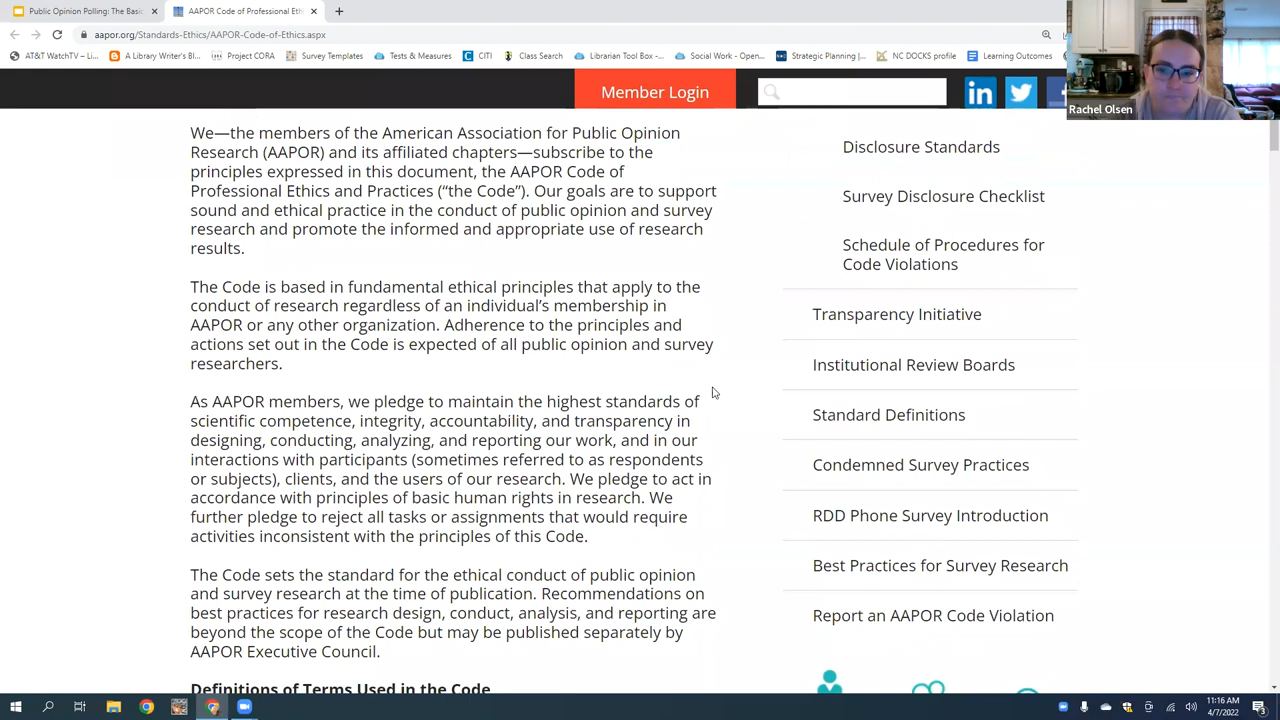 Public Opinion Polling: The Basic
AAPOR Code of Professional Eth
aapor.org/Standards-Ethics/AAPOR-Code-of-Ethics.aspx
AT&T WatchTV – Li...
A Library Writer's Bl...
Project CORA
Survey Templates
Tests & Measures
CITI
Class Search
Librarian Tool Box -...
Social Work - Open...
Strategic Planning |...
NC DOCKS profile
Learning Outcomes
Rachel Olsen
Member Login
We—the members of the American Association for Public Opinion
Research (AAPOR) and its affiliated chapters—subscribe to the
principles expressed in this document, the AAPOR Code of
Professional Ethics and Practices (“the Code”). Our goals are to support
sound and ethical practice in the conduct of public opinion and survey
research and promote the informed and appropriate use of research
results.
The Code is based in fundamental ethical principles that apply to the
conduct of research regardless of an individual’s membership in
AAPOR or any other organization. Adherence to the principles and
actions set out in the Code is expected of all public opinion and survey
researchers.
As AAPOR members, we pledge to maintain the highest standards of
scientific competence, integrity, accountability, and transparency in
designing, conducting, analyzing, and reporting our work, and in our
interactions with participants (sometimes referred to as respondents
or subjects), clients, and the users of our research. We pledge to act in
accordance with principles of basic human rights in research. We
further pledge to reject all tasks or assignments that would require
activities inconsistent with the principles of this Code.
The Code sets the standard for the ethical conduct of public opinion
and survey research at the time of publication. Recommendations on
best practices for research design, conduct, analysis, and reporting are
beyond the scope of the Code but may be published separately by
AAPOR Executive Council.
Definitions of Terms Used in the Code
Disclosure Standards
Survey Disclosure Checklist
Schedule of Procedures for
Code Violations
Transparency Initiative
Institutional Review Boards
Standard Definitions
Condemned Survey Practices
RDD Phone Survey Introduction
Best Practices for Survey Research
Report an AAPOR Code Violation
11:16 AM
4/7/2022